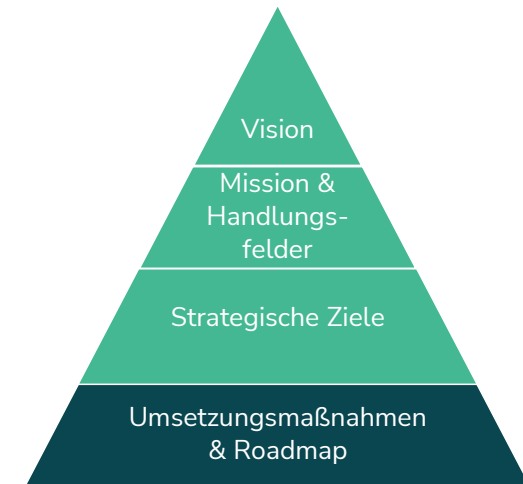 Vision
Mission &
Handlungs-
felder
Strategische Ziele
Umsetzungsmaßnahmen
& Roadmap